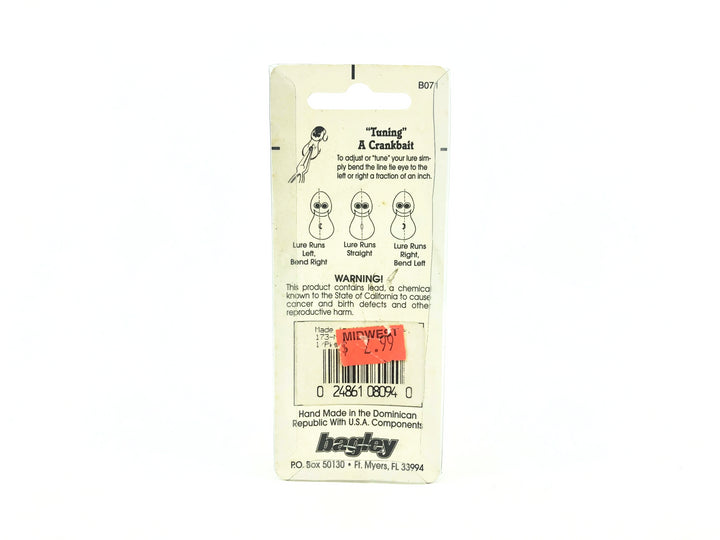 B071
"Tuning"
A Crankbait
To adjust or "tune" your lure sim-
ply bend the line tie eye to the
left or right a fraction of an inch.
Lure Runs
Left,
Bend Right
Lure Runs
Straight
Lure Runs
Right,
Bend Left
WARNING!
This product contains lead, a chemical
known to the State of California to cause
cancer and birth defects and other
reproductive harm.
Made
MIDWEST
173-
$ 2.99
0 24861 08094 0
Hand Made in the Dominican
Republic With U.S.A. Components
bagley
P.O. Box 50130 • Ft. Myers, FL 33994